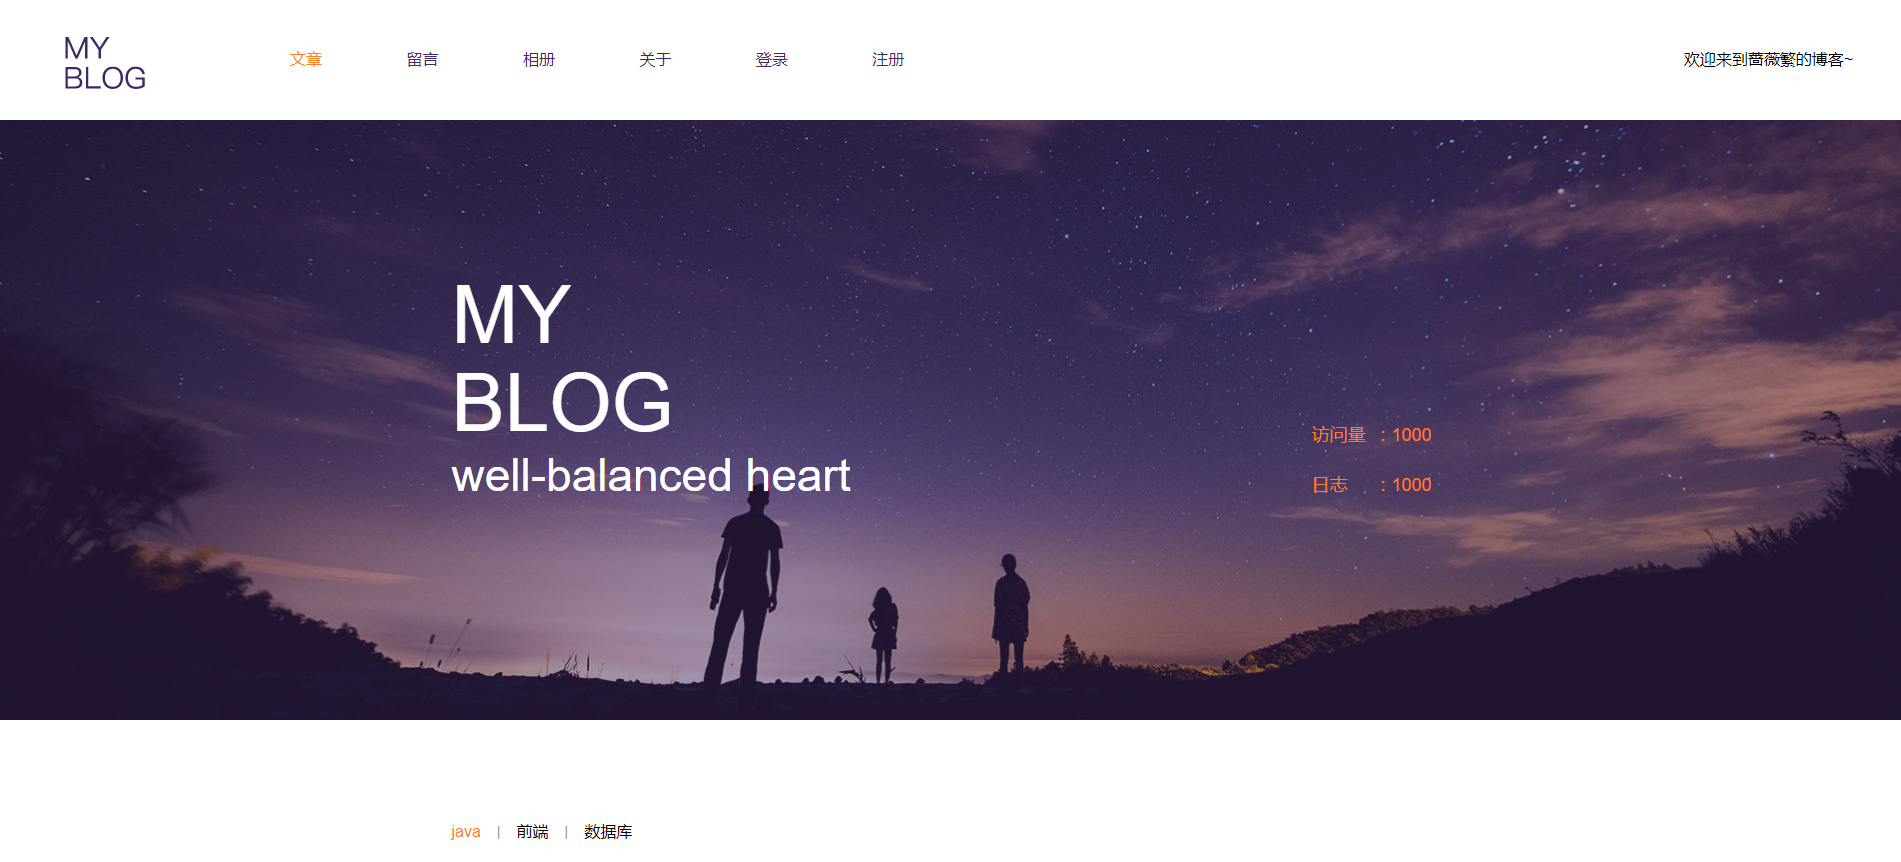 MY
BLOG
文章 留言 相册 关于 登录 注册 欢迎来到蔷薇繁的博客~
MY
BLOG
well-balanced heart
访问量 : 1000
日志 : 1000
java | 前端 | 数据库